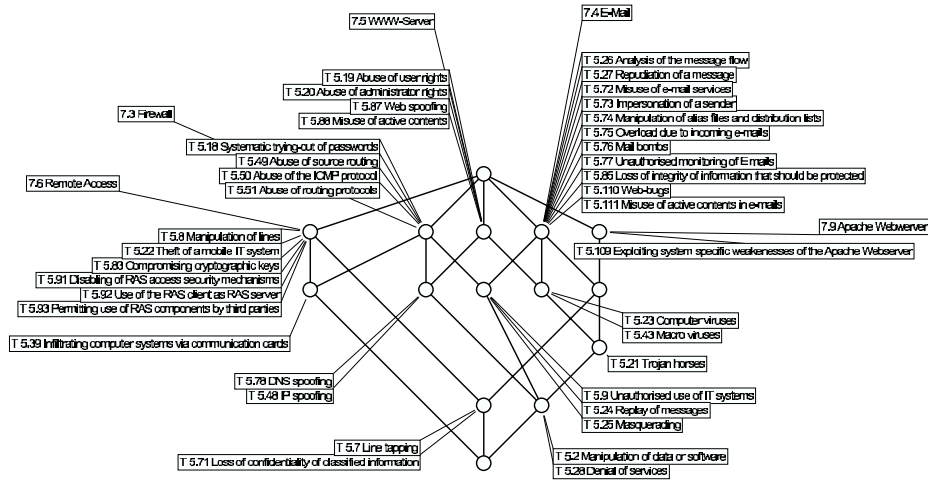 7.4 E-Mail
7.5 WWW-Server
T 5.26 Analysis of the message flow
T 5.27 Repudiation of a message
T 5.72 Misuse of e-mail services
T 5.73 Impersonation of a sender
T 5.74 Manipulation of alias files and distribution lists
T 5.75 Overload due to incoming e-mails
T 5.76 Mail bombs
T 5.77 Unauthorised monitoring of E mails
T 5.85 Loss of integrity of information that should be protected
T 5.110 Web-bugs
T 5.111 Misuse of active contents in e-mails
T 5.19 Abuse of user rights
T 5.20 Abuse of administrator rights
T 5.87 Web spoofing
T 5.88 Misuse of active contents
7.3 Firewall
T 5.18 Systematic trying-out of passwords
T 5.49 Abuse of source routing
T 5.50 Abuse of the ICMP protocol
T 5.51 Abuse of routing protocols
7.6 Remote Access
7.9 Apache Webwerver
T 5.109 Exploiting system specific weaknesses of the Apache Webserver
T 5.8 Manipulation of lines
T 5.22 Theft of a mobile IT system
T 5.83 Compromising cryptographic keys
T 5.91 Disabling of RAS access security mechanisms
T 5.92 Use of the RAS client as RAS server
T 5.93 Permitting use of RAS components by third parties
T 5.39 Infiltrating computer systems via communication cards
T 5.23 Computer viruses
T 5.43 Macro viruses
T 5.21 Trojan horses
T 5.78 DNS spoofing
T 5.48 IP spoofing
T 5.9 Unauthorised use of IT systems
T 5.24 Replay of messages
T 5.25 Masquerading
T 5.7 Line tapping
T 5.71 Loss of confidentiality of classified information
T 5.2 Manipulation of data or software
T 5.28 Denial of services